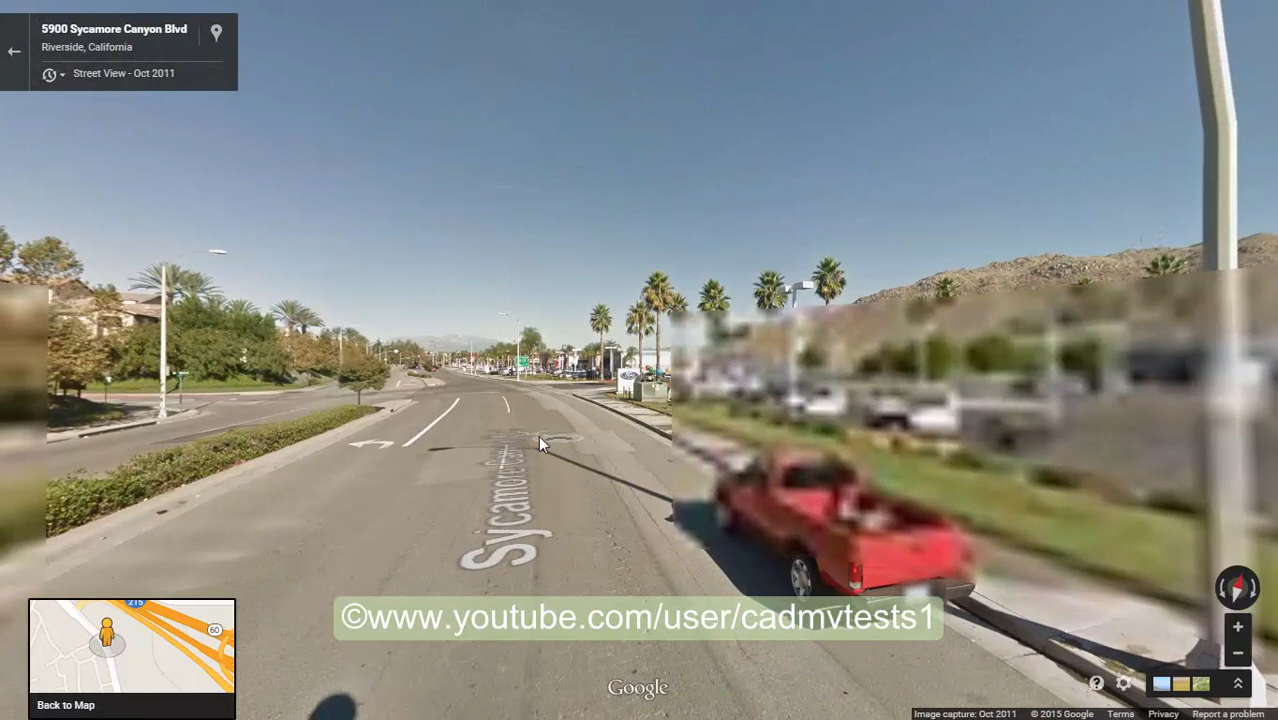 5900 Sycamore Canyon Blvd
Riverside, California
Street View - Oct 2011
Sycamore Canyon
©www.youtube.com/user/cadmvtests1
215
60
Back to Map
Google
Image capture: Oct 2011 © 2015 Google Terms Privacy Report a problem